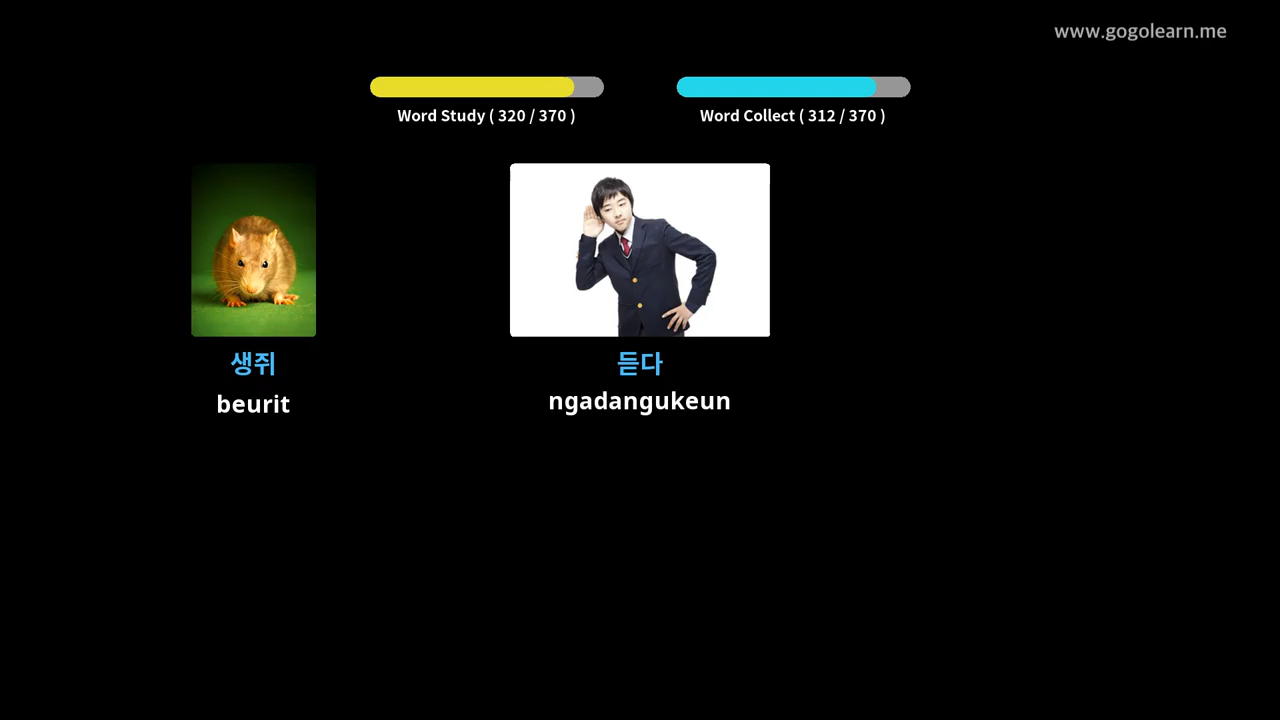 www.gogolearn.me
Word Study ( 320 / 370 )
Word Collect ( 312 / 370 )
생쥐
beurit
듣다
ngadangukeun